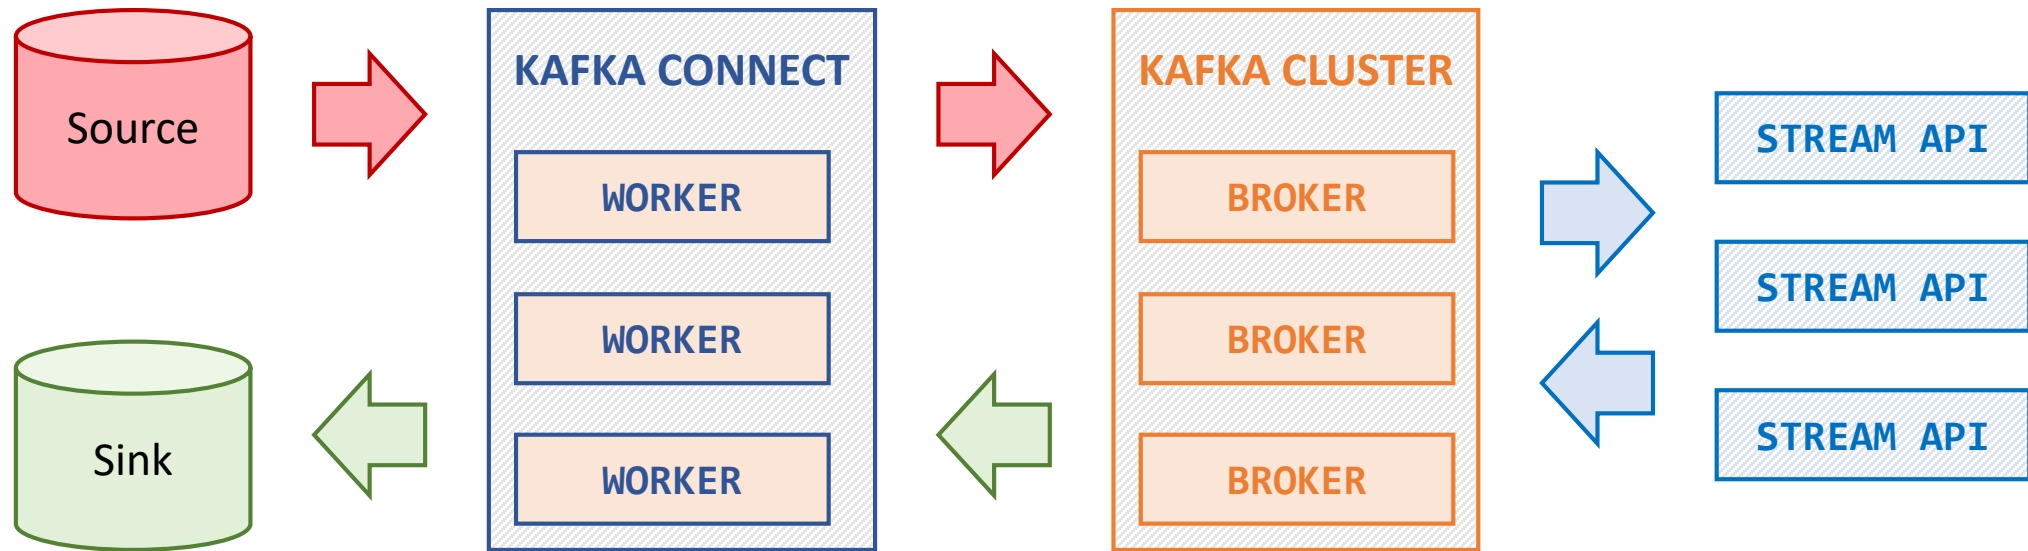 Source
KAFKA CONNECT
WORKER
WORKER
WORKER
KAFKA CLUSTER
BROKER
BROKER
BROKER
STREAM API
STREAM API
STREAM API
Sink